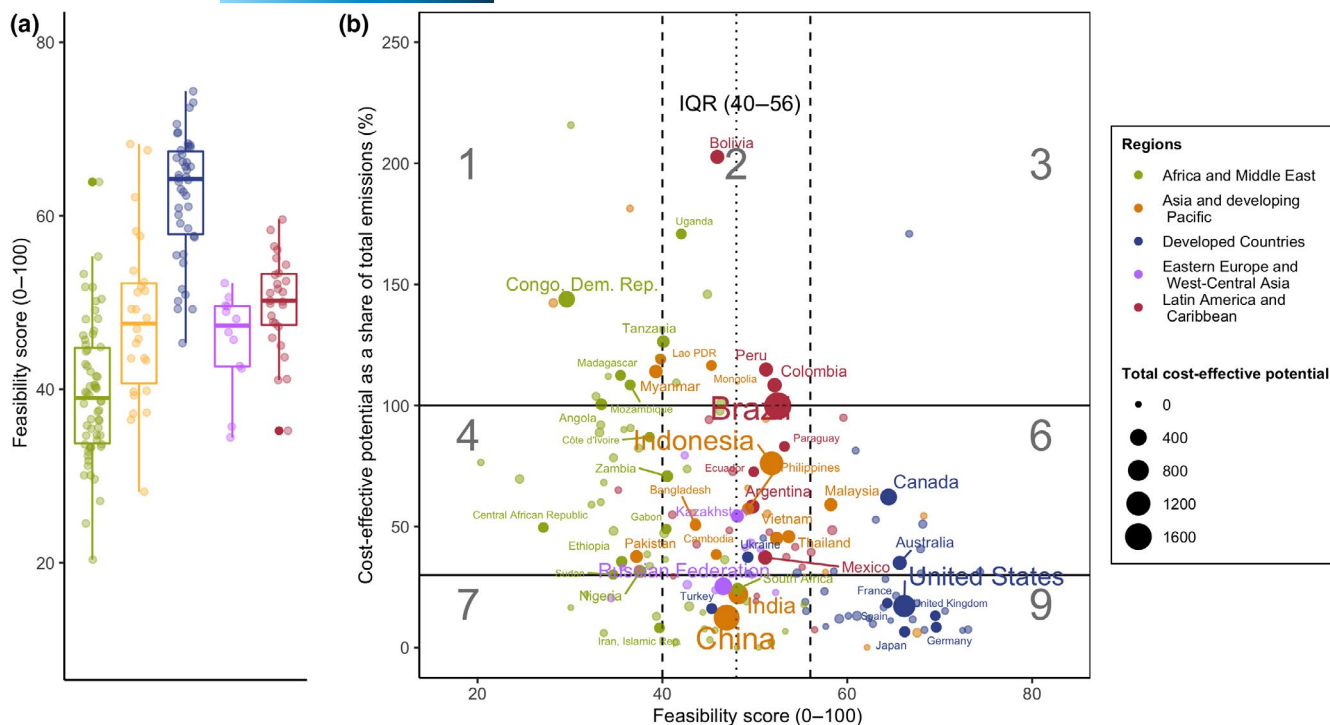 (a)
80
60
40
20
Feasibility score (0–100)
(b)
250
200
150
100
50
0
Cost-effective potential as a share of total emissions (%)
IQR (40–56)
1
2
3
4
6
7
9
Bolivia
Uganda
Congo, Dem. Rep.
Tanzania
Lao PDR
Peru
Madagascar
Colombia
Mongolia
Myanmar
Mozambique
Brazil
Angola
Côte d'Ivoire
Indonesia
Paraguay
Zambia
Ecuador
Philippines
Bangladesh
Argentina
Malaysia
Canada
Central African Republic
Gabon
Kazakhstan
Vietnam
Ethiopia
Pakistan
Cambodia
Ukraine
Thailand
Australia
Sudan
Russian Federation
Mexico
South Africa
United States
Nigeria
Turkey
India
France
United Kingdom
Spain
Iran, Islamic Rep.
China
Japan
Germany
20
40
60
80
Feasibility score (0–100)
Regions
Africa and Middle East
Asia and developing
Pacific
Developed Countries
Eastern Europe and
West-Central Asia
Latin America and
Caribbean
Total cost-effective potential
0
400
800
1200
1600